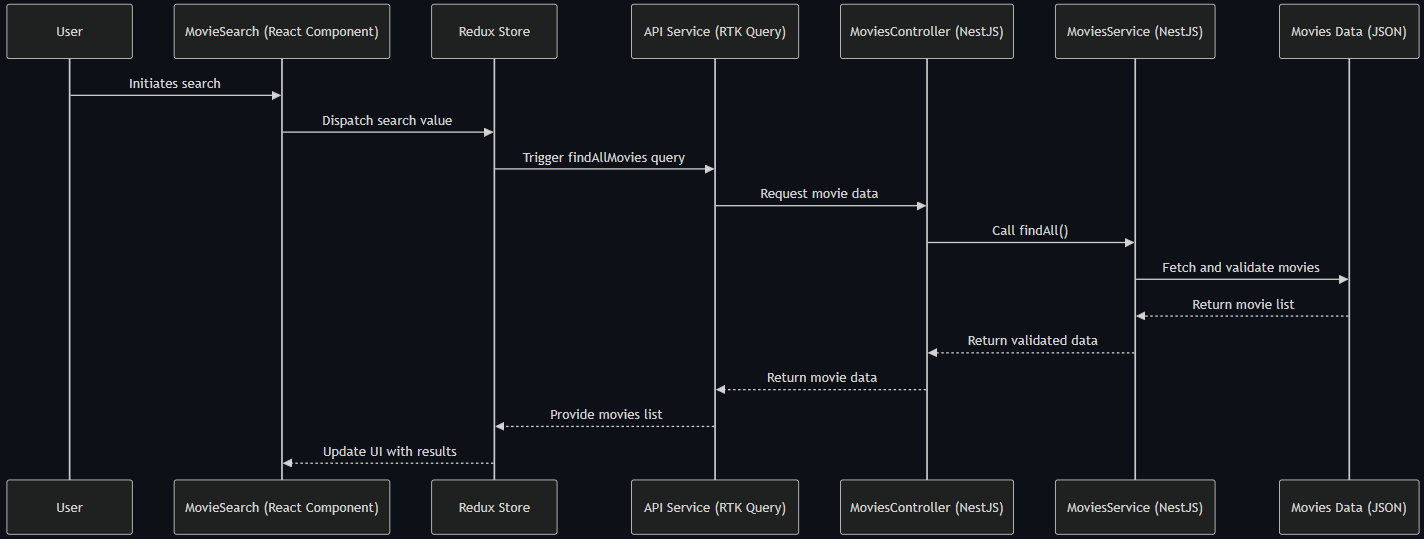 User
MovieSearch (React Component)
Redux Store
API Service (RTK Query)
MoviesController (NestJS)
MoviesService (NestJS)
Movies Data (JSON)
Initiates search
Dispatch search value
Trigger findAllMovies query
Request movie data
Call findAll()
Fetch and validate movies
Return movie list
Return validated data
Return movie data
Provide movies list
Update UI with results
User
MovieSearch (React Component)
Redux Store
API Service (RTK Query)
MoviesController (NestJS)
MoviesService (NestJS)
Movies Data (JSON)